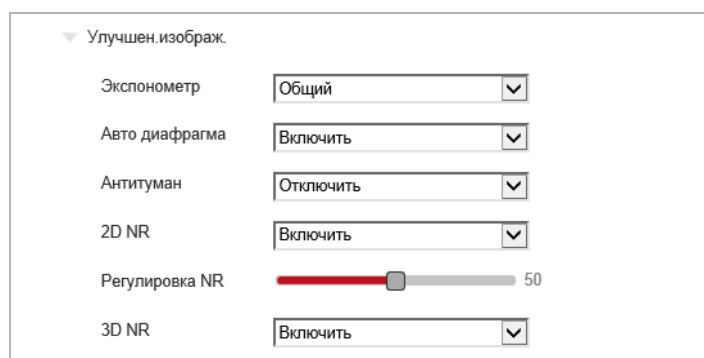 Улучшен.изображ.
Экспонометр Общий
Авто диафрагма Включить
Антитуман Отключить
2D NR Включить
Регулировка NR 50
3D NR Включить